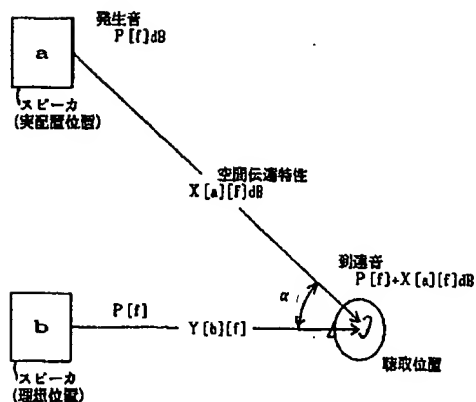 発生音
P[f]dB
a
スピーカ
(実配置位置)
空間伝達特性
X[a][f]dB
到達音
P[f]+X[a][f]dB
α
P[f]
b
Y[b][f]
スピーカ
(理想位置)
聴取位置